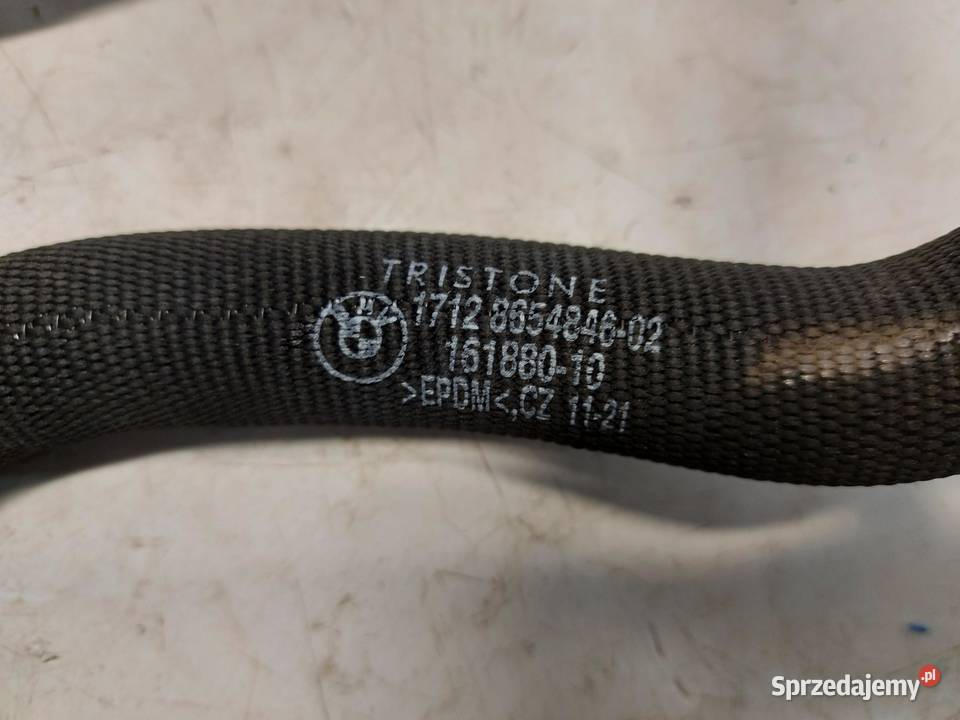 TRISTONE
1712 8654846-02
161880-10
>EPDM<,CZ 11-21
Sprzedajemy.pl